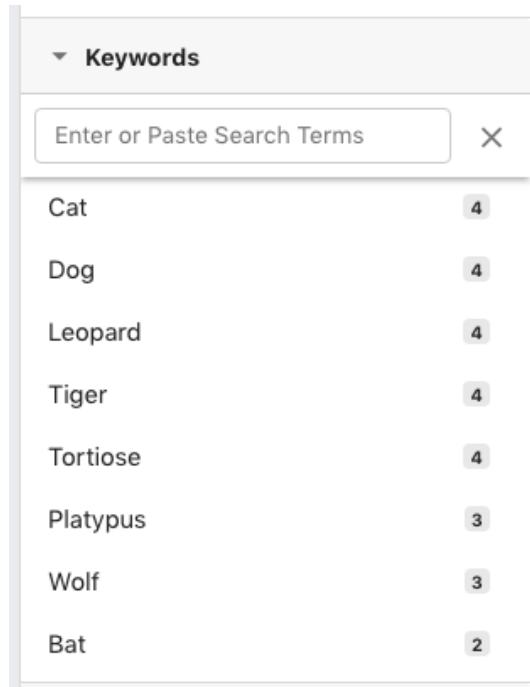 Keywords
Enter or Paste Search Terms
Cat 4
Dog 4
Leopard 4
Tiger 4
Tortiose 4
Platypus 3
Wolf 3
Bat 2